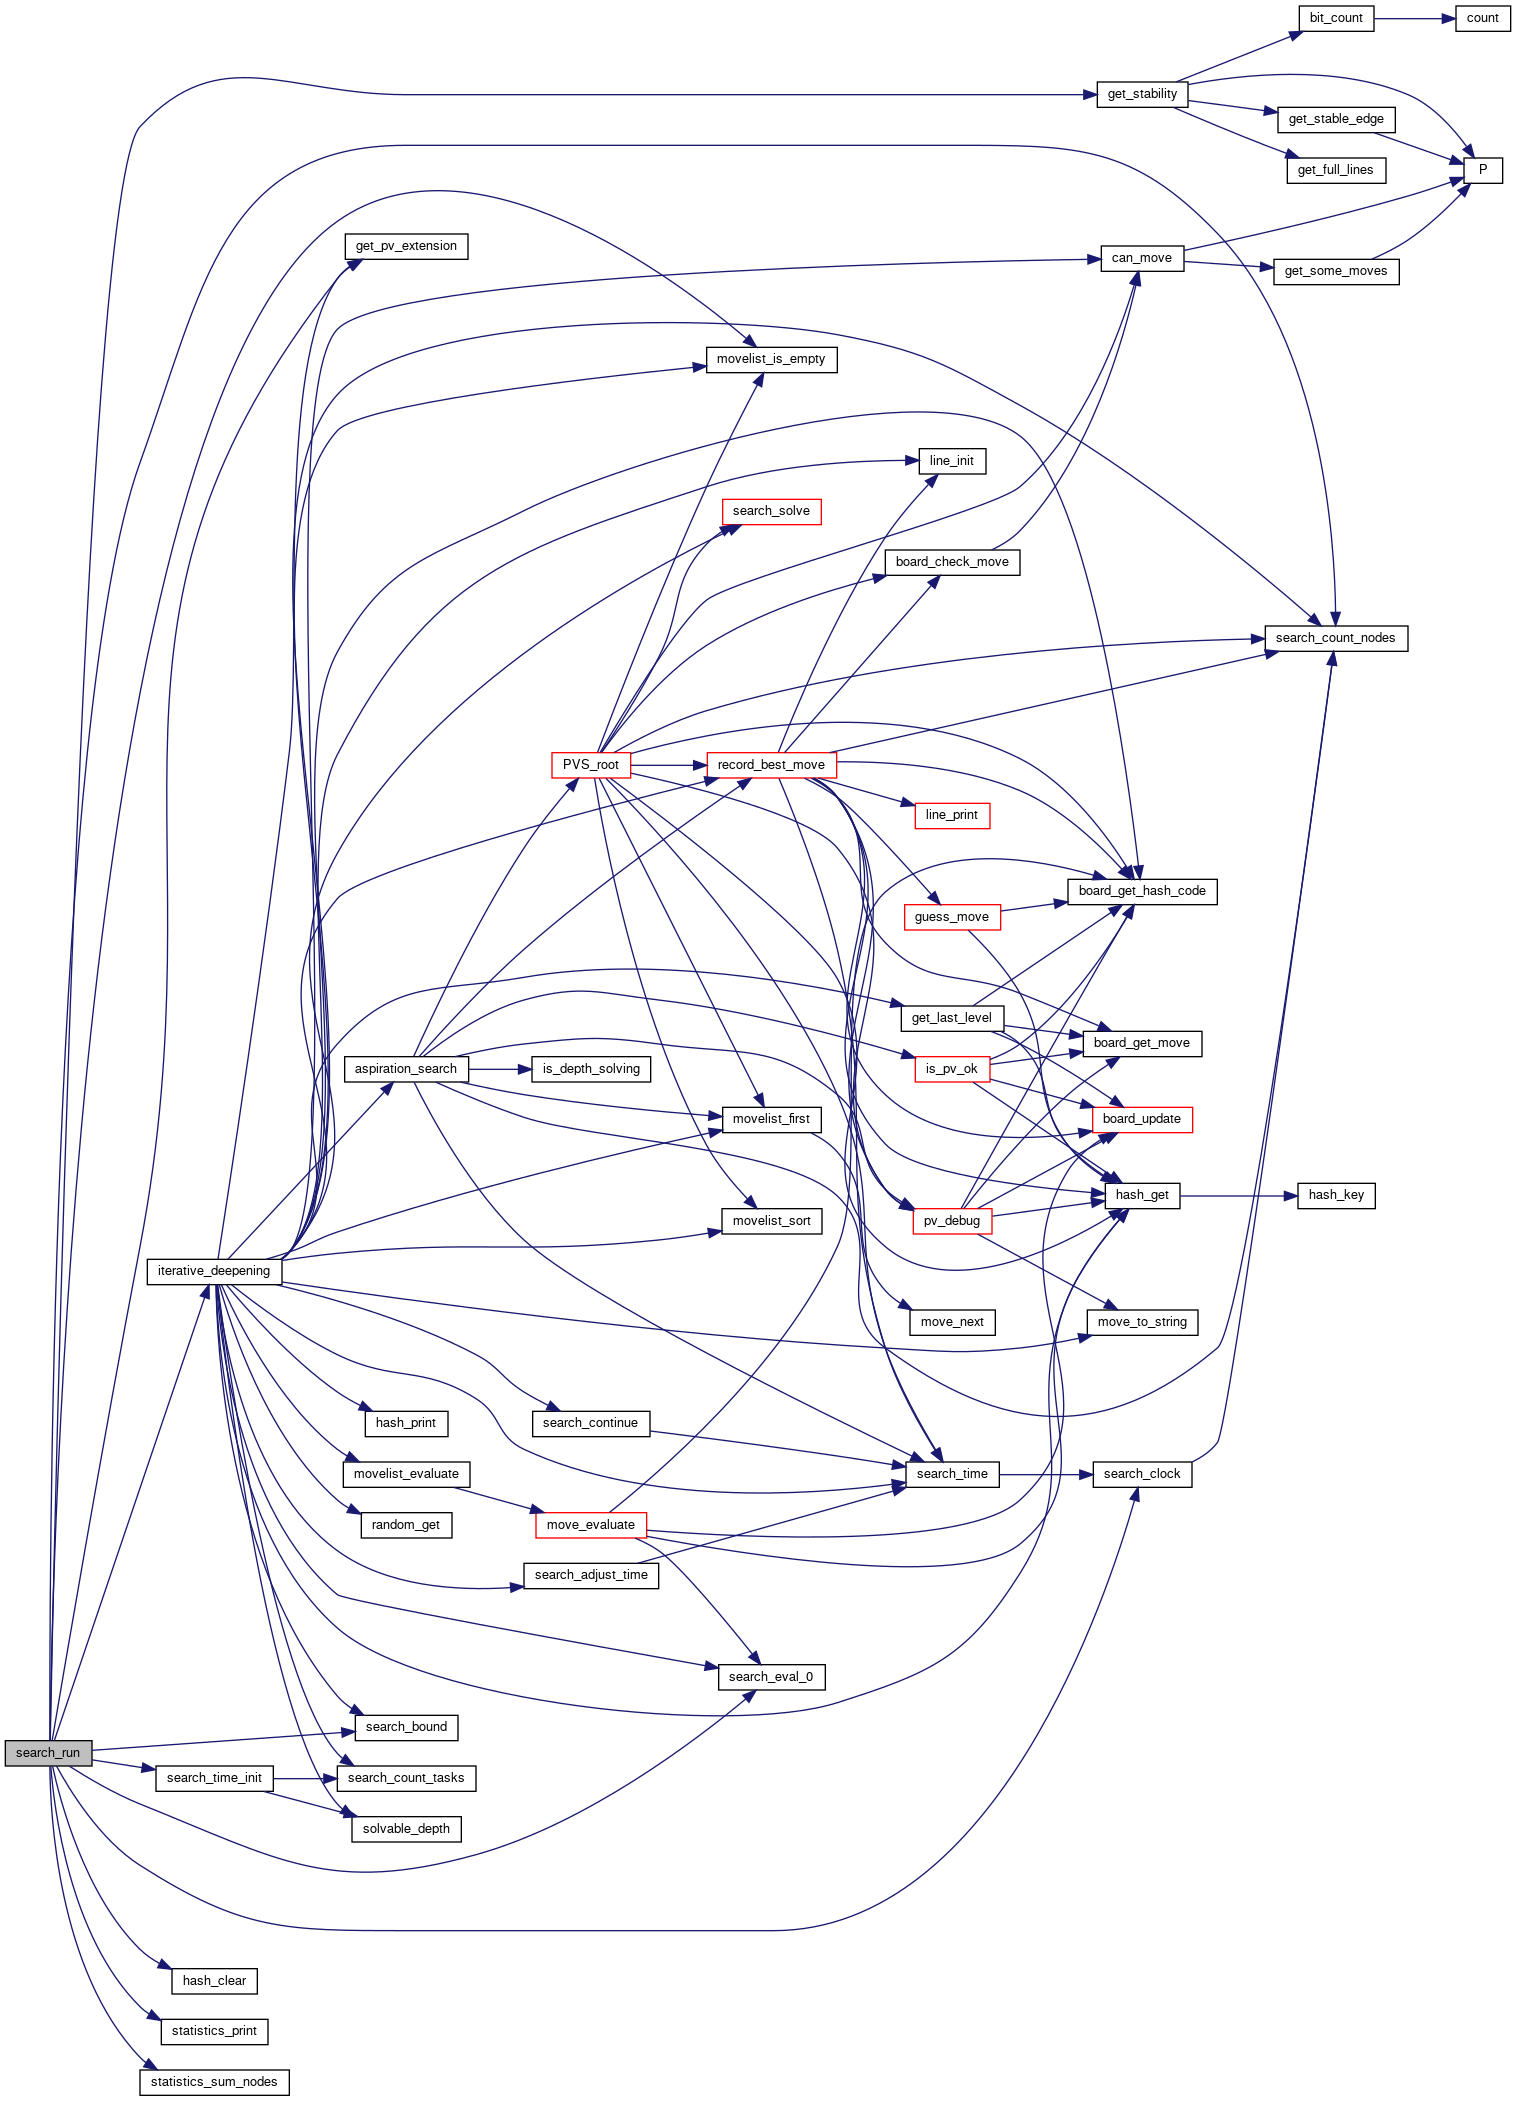 bit_count
count
get_stability
get_stable_edge
get_full_lines
P
get_pv_extension
can_move
get_some_moves
movelist_is_empty
line_init
search_solve
board_check_move
search_count_nodes
PVS_root
record_best_move
line_print
board_get_hash_code
guess_move
get_last_level
board_get_move
aspiration_search
is_depth_solving
is_pv_ok
movelist_first
board_update
hash_get
hash_key
movelist_sort
pv_debug
iterative_deepening
move_next
move_to_string
hash_print
search_continue
movelist_evaluate
search_time
search_clock
random_get
move_evaluate
search_adjust_time
search_eval_0
search_bound
search_run
search_time_init
search_count_tasks
solvable_depth
hash_clear
statistics_print
statistics_sum_nodes